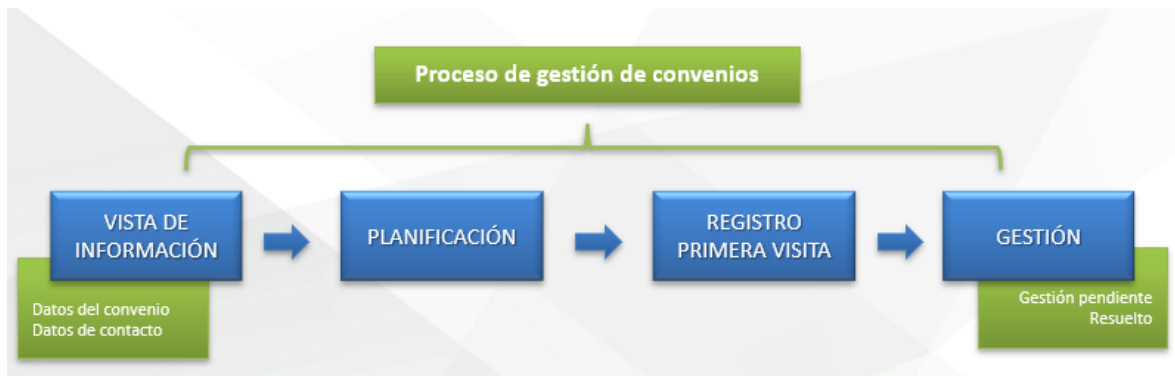 Proceso de gestión de convenios
VISTA DE
INFORMACIÓN
PLANIFICACIÓN
REGISTRO
PRIMERA VISITA
GESTIÓN
Datos del convenio
Datos de contacto
Gestión pendiente
Resuelto